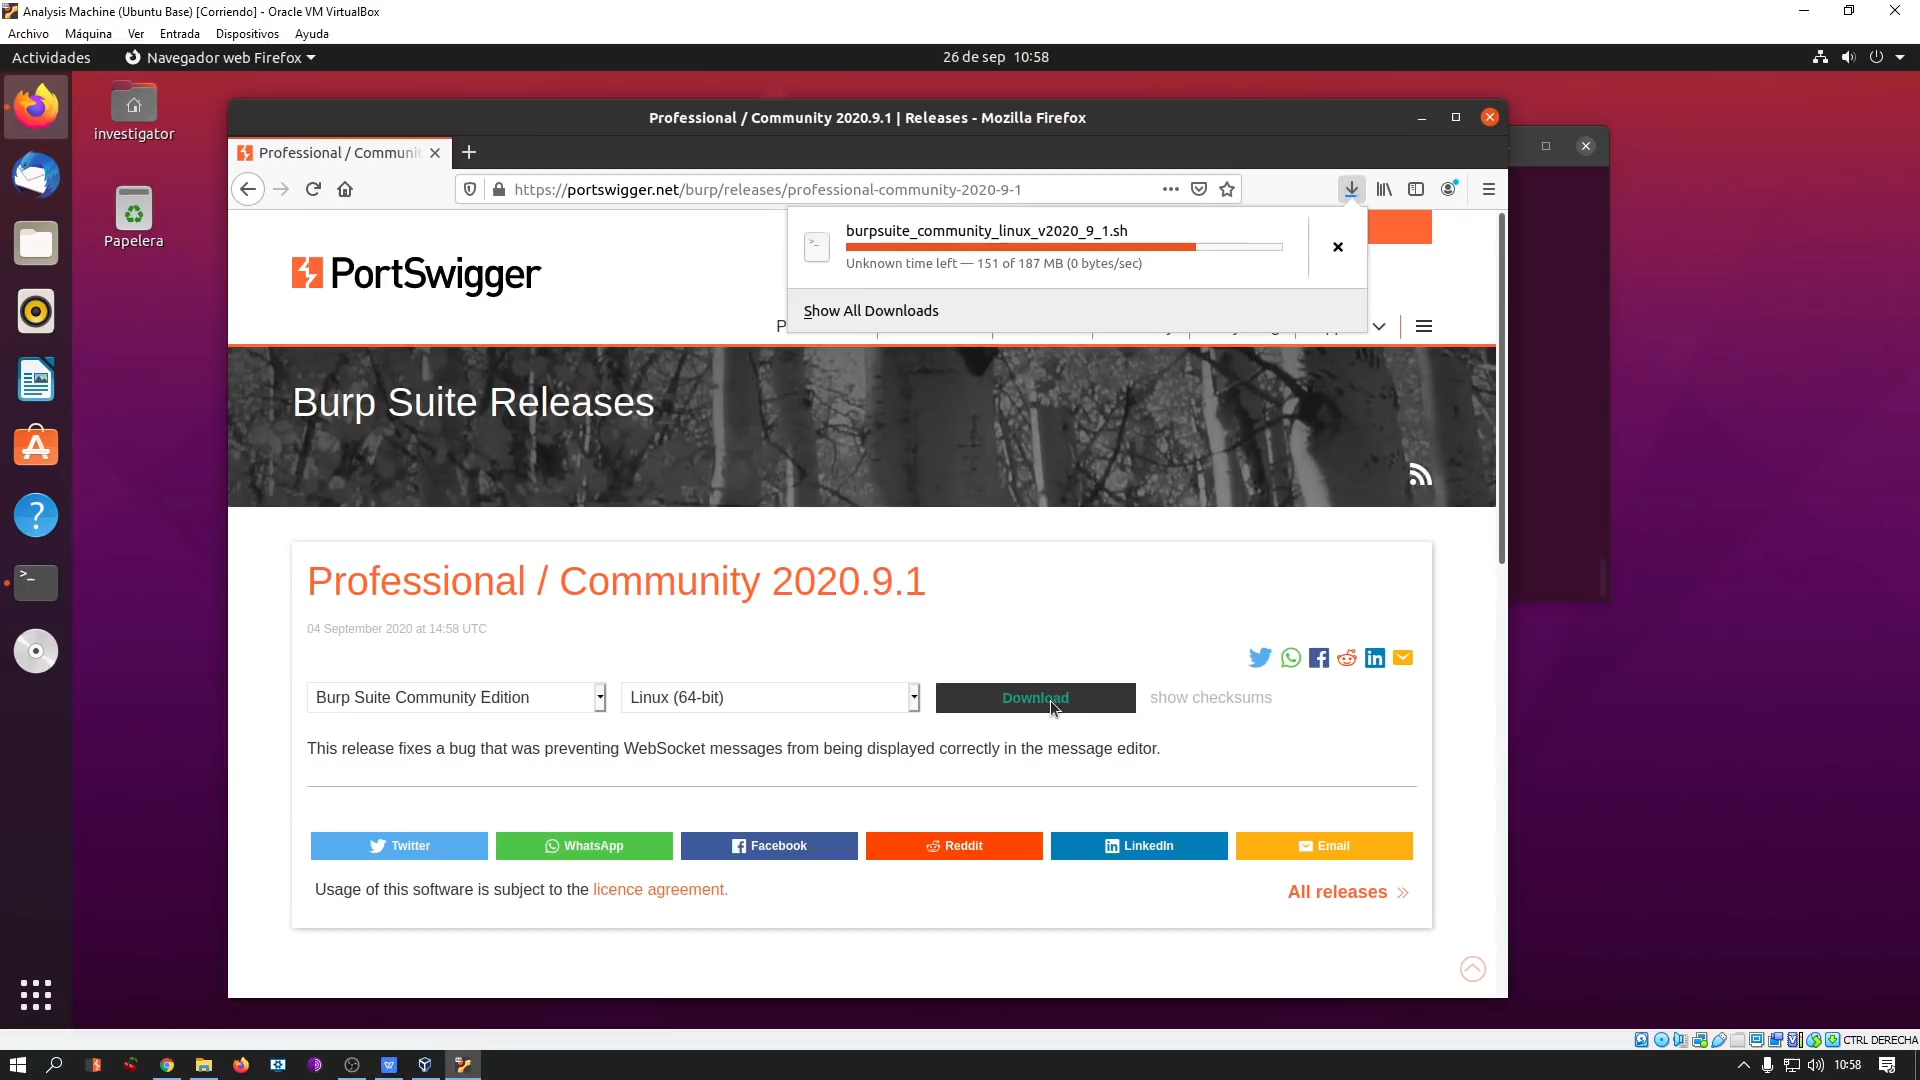 Analysis Machine (Ubuntu Base) [Corriendo] - Oracle VM VirtualBox
Archivo Máquina Ver Entrada Dispositivos Ayuda
Actividades Navegador web Firefox 26 de sep 10:58
investigator
Papelera
Professional / Community 2020.9.1 | Releases - Mozilla Firefox
Professional / Communit
https://portswigger.net/burp/releases/professional-community-2020-9-1
burpsuite_community_linux_v2020_9_1.sh
Unknown time left — 151 of 187 MB (0 bytes/sec)
Show All Downloads
PortSwigger
Burp Suite Releases
Professional / Community 2020.9.1
04 September 2020 at 14:58 UTC
Burp Suite Community Edition Linux (64-bit) Download show checksums
This release fixes a bug that was preventing WebSocket messages from being displayed correctly in the message editor.
Twitter WhatsApp Facebook Reddit LinkedIn Email
Usage of this software is subject to the licence agreement. All releases
CTRL DERECHA
10:58